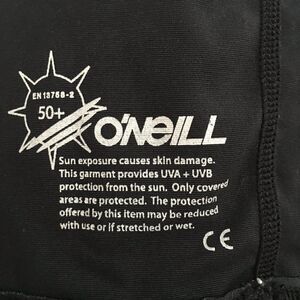 EN 13758-2
50+
O'NEILL
Sun exposure causes skin damage.
This garment provides UVA + UVB
protection from the sun. Only covered
areas are protected. The protection
offered by this item may be reduced
with use or if stretched or wet.
CE